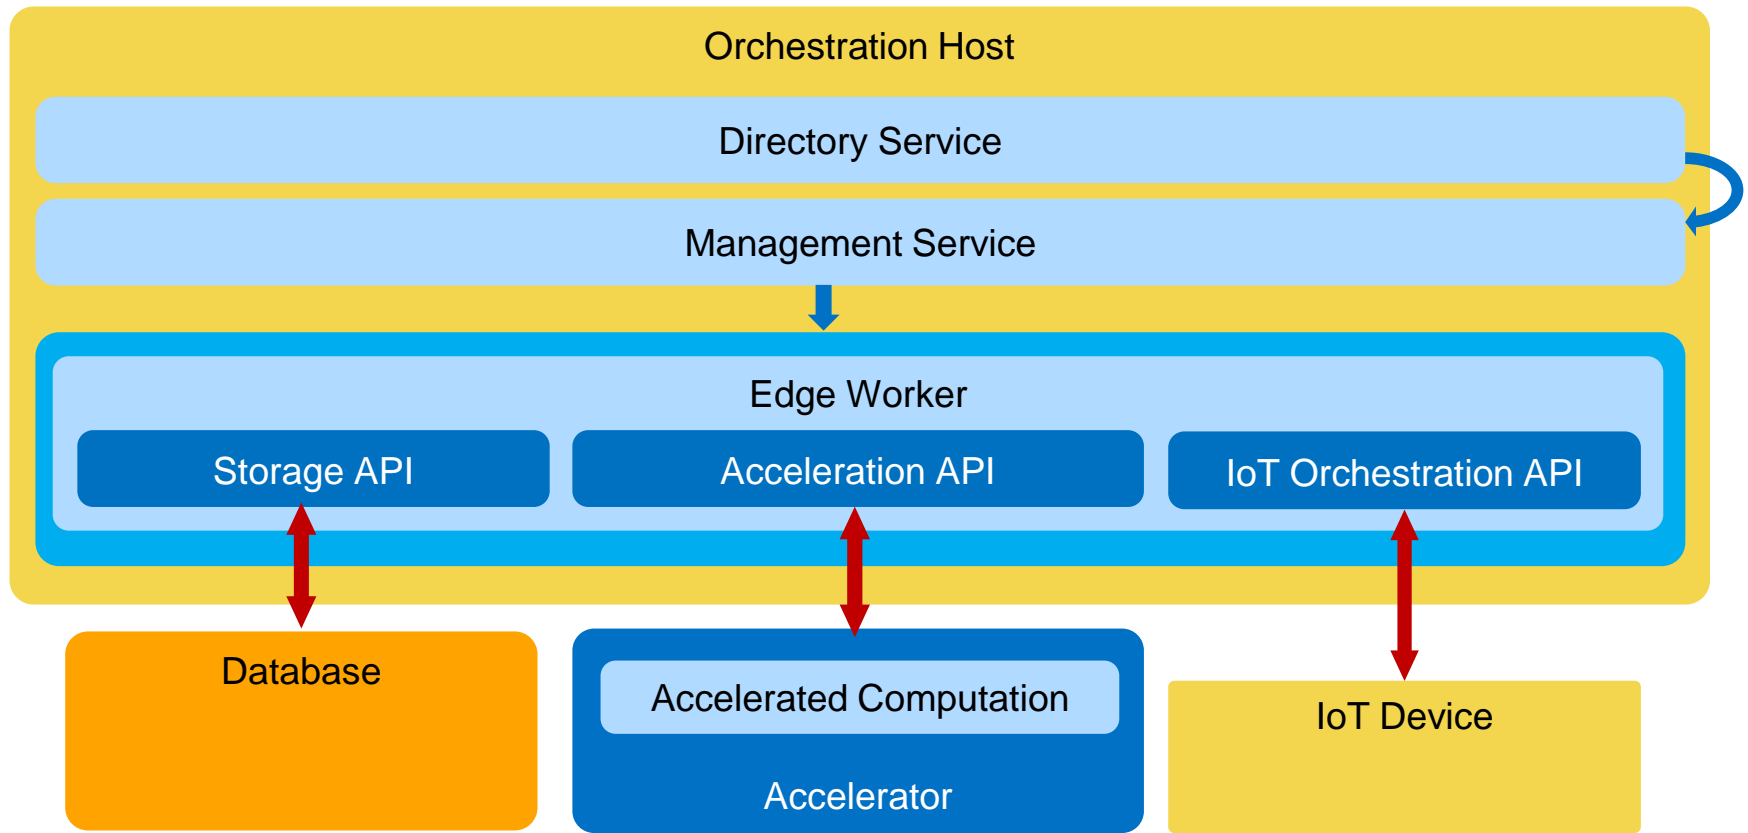 Orchestration Host
Directory Service
Management Service
Edge Worker
Storage API
Acceleration API
IoT Orchestration API
Database
Accelerated Computation
Accelerator
IoT Device